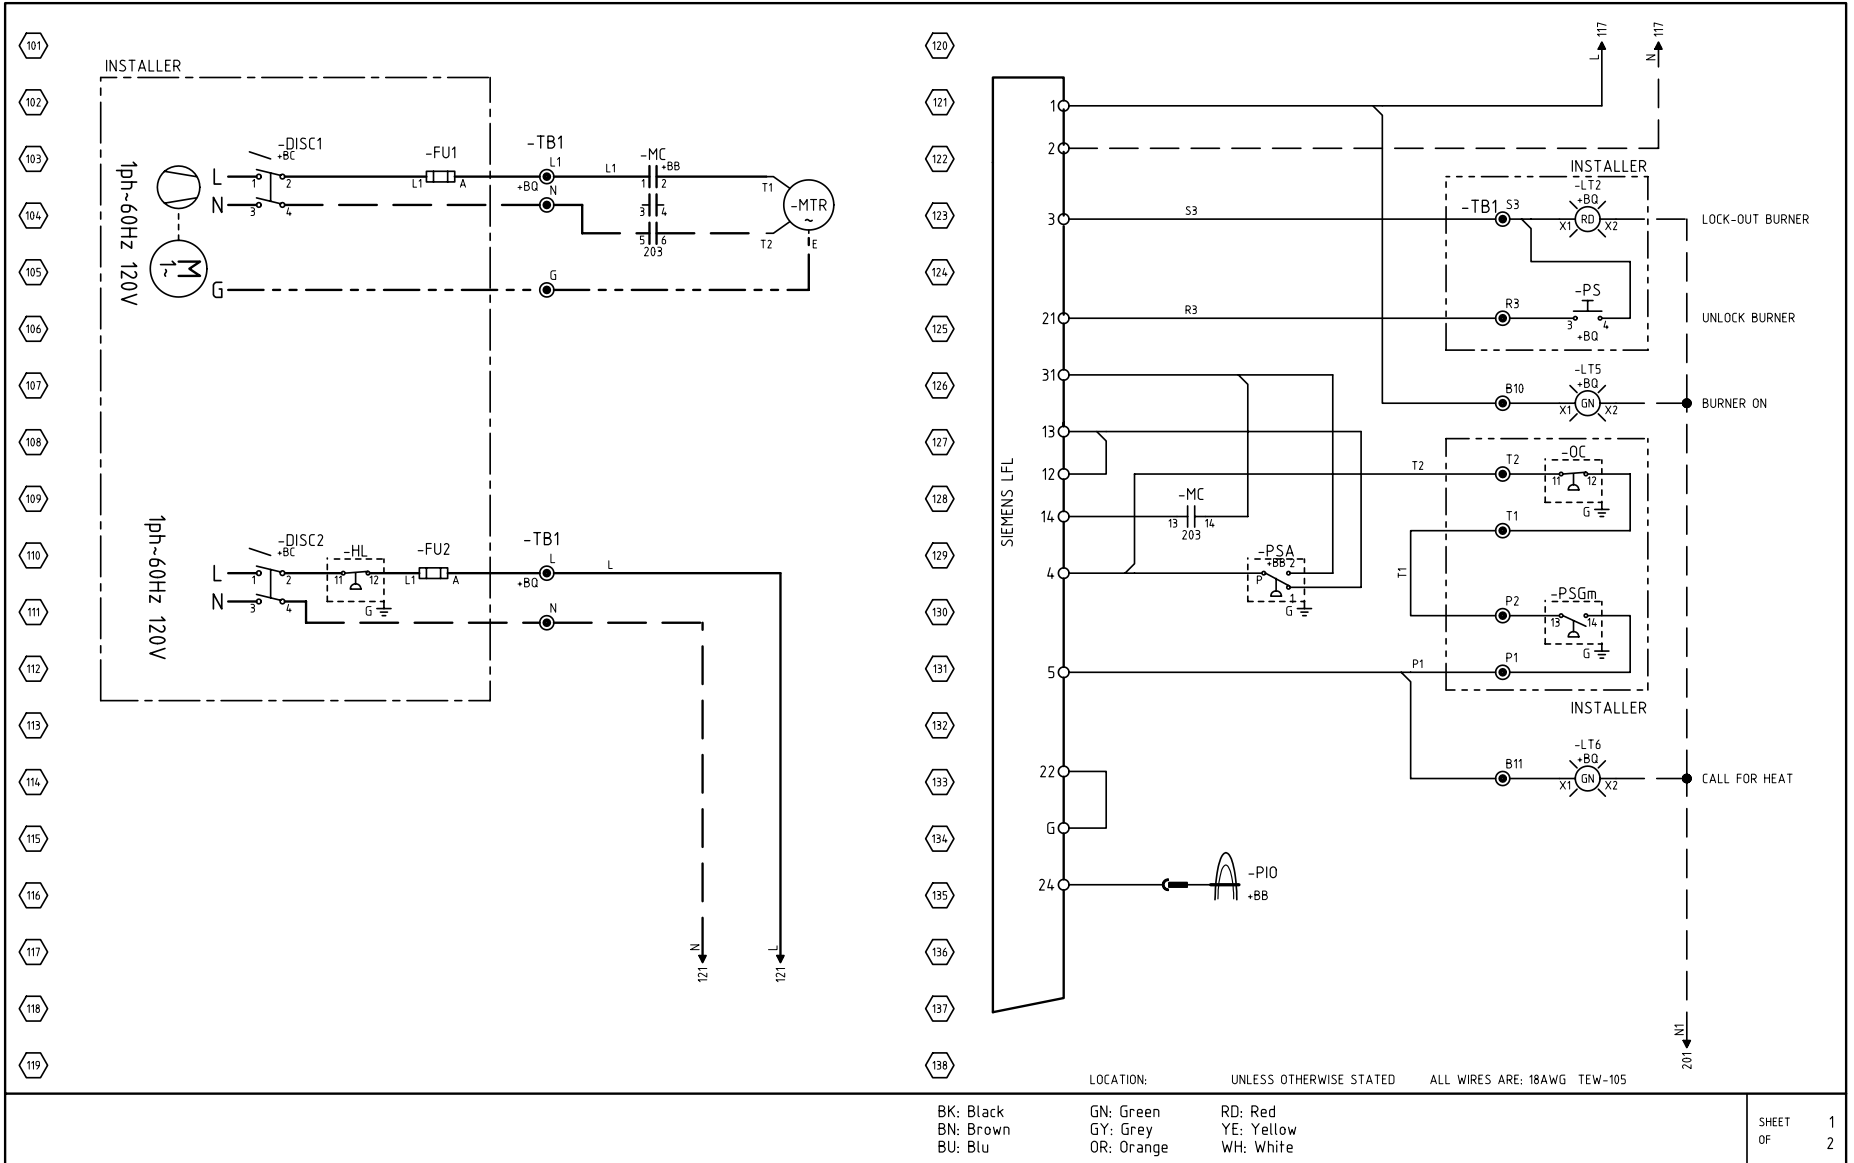 101
102
103
104
105
106
107
108
109
110
111
112
113
114
115
116
117
118
119
INSTALLER
1ph~60Hz 120V
M
1~
L
N
G
-DISC1
+BC
1
2
3
4
-FU1
L1
A
-TB1
L1
+BQ
N
G
L1
-MC
+BB
1
2
3
4
5
6
203
T1
T2
-MTR
~
E
1ph~60Hz 120V
L
N
-DISC2
+BC
1
2
3
4
-HL
11
12
G
-FU2
L1
A
-TB1
L
+BQ
N
L
N
121
L
121
120
121
122
123
124
125
126
127
128
129
130
131
132
133
134
135
136
137
138
SIEMENS LFL
1
2
3
21
31
13
12
14
4
5
22
G
24
L
117
N
117
INSTALLER
S3
-TB1
S3
-LT2
+BQ
X1
RD
X2
LOCK-OUT BURNER
R3
R3
-PS
3
4
+BQ
UNLOCK BURNER
B10
-LT5
+BQ
X1
GN
X2
BURNER ON
T2
T2
-OC
11
12
G
T1
T1
-MC
13
14
203
-PSA
+BB
2
P
1
G
P2
-PSGm
13
14
G
P1
P1
INSTALLER
B11
-LT6
+BQ
X1
GN
X2
CALL FOR HEAT
-PIO
+BB
N1
201
LOCATION: UNLESS OTHERWISE STATED ALL WIRES ARE: 18AWG TEW-105
BK: Black GN: Green RD: Red
BN: Brown GY: Grey YE: Yellow
BU: Blu OR: Orange WH: White
SHEET 1
OF 2